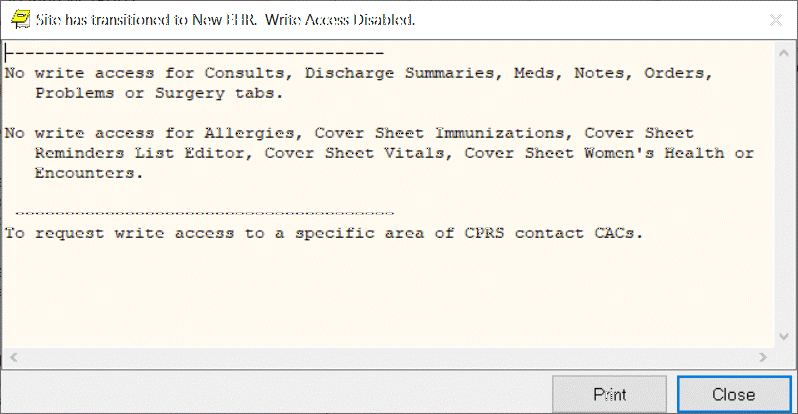 Site has transitioned to New EHR. Write Access Disabled.
---------------------------------------
No write access for Consults, Discharge Summaries, Meds, Notes, Orders,
Problems or Surgery tabs.
No write access for Allergies, Cover Sheet Immunizations, Cover Sheet
Reminders List Editor, Cover Sheet Vitals, Cover Sheet Women's Health or
Encounters.
~~~~~~~~~~~~~~~~~~~~~~~~~~~~~~~~~~~~~~
To request write access to a specific area of CPRS contact CACs.
Print
Close